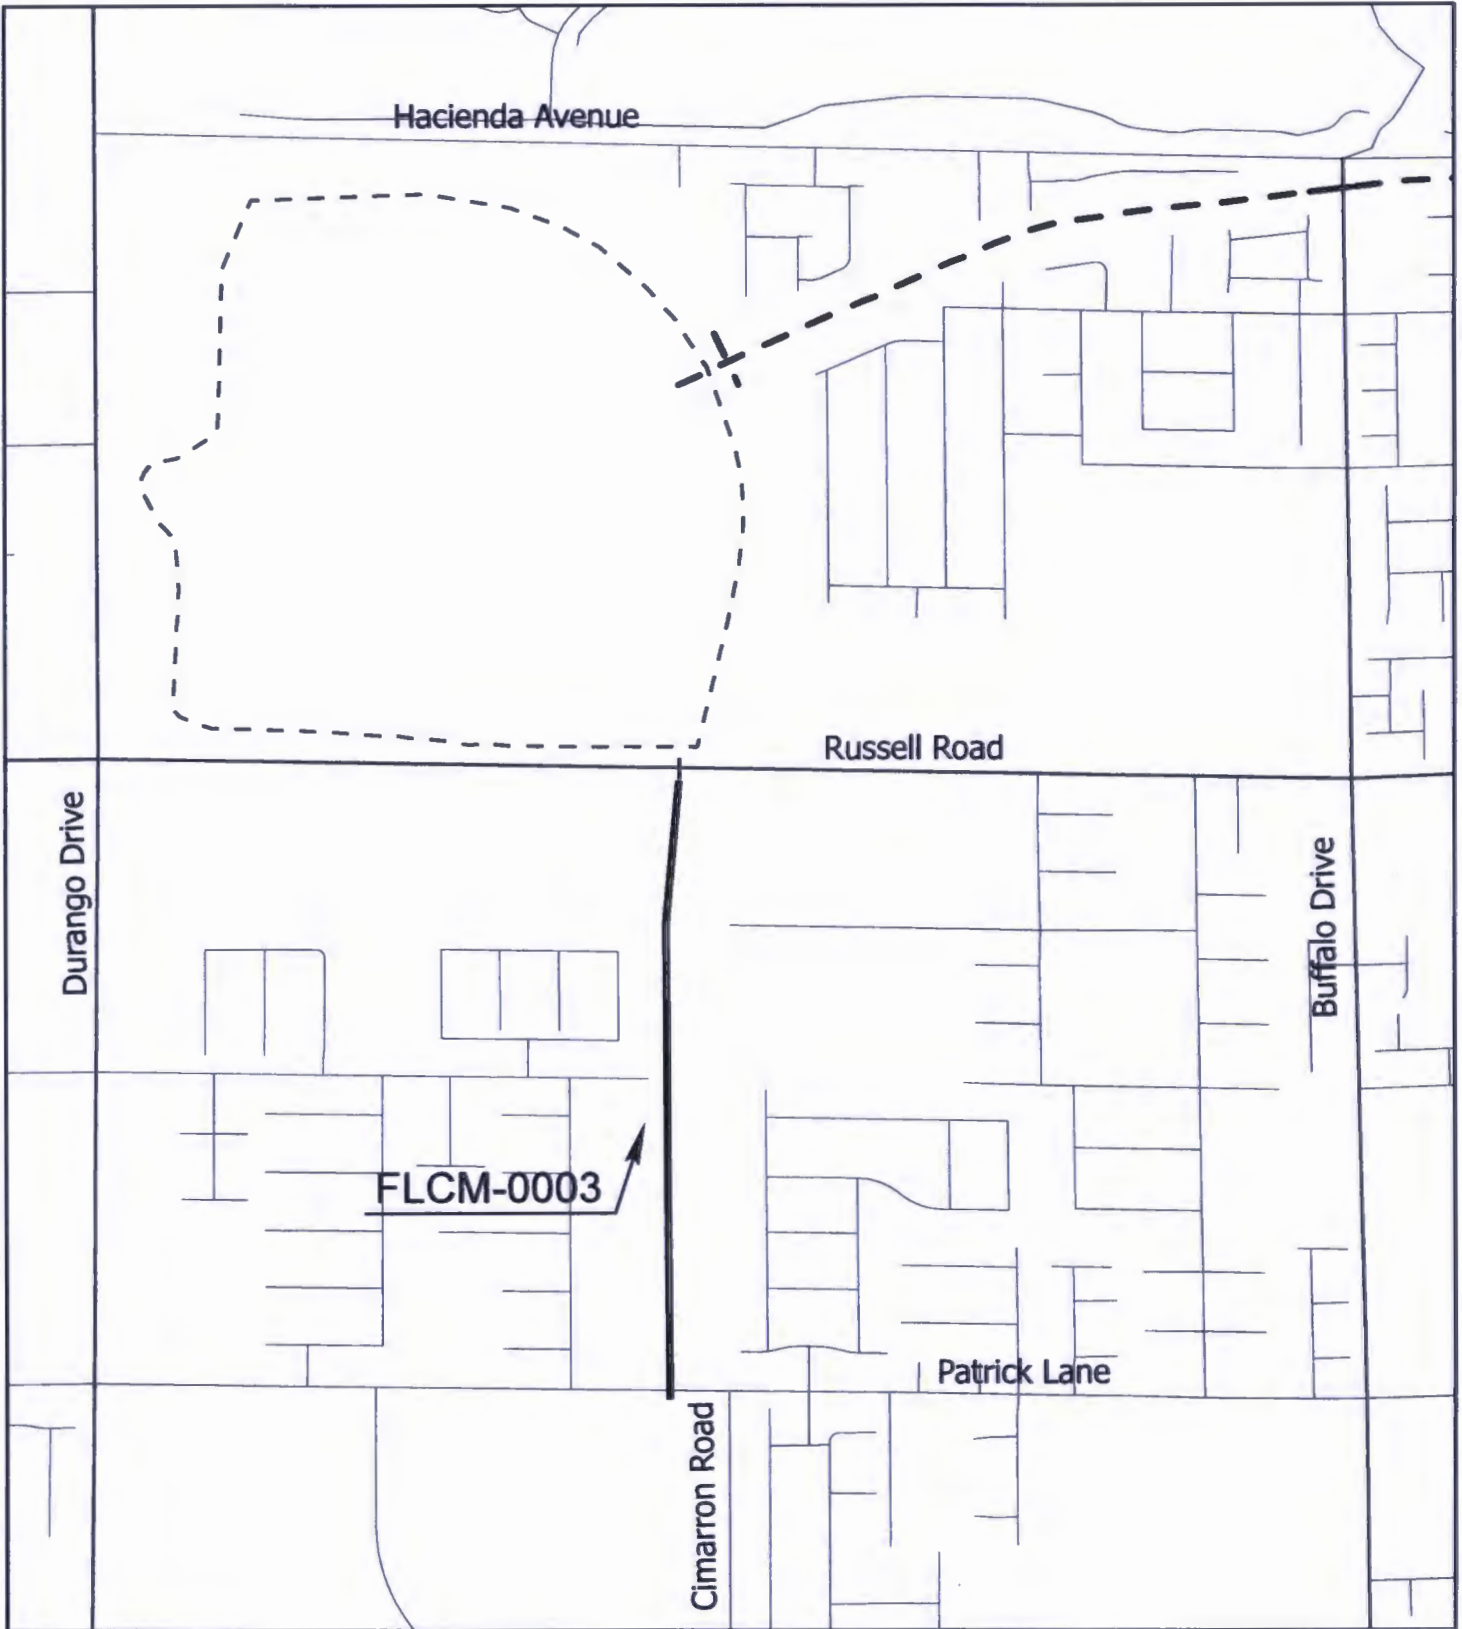 Hacienda Avenue
Russell Road
Durango Drive
Buffalo Drive
FLCM-0003
Patrick Lane
Cimarron Road